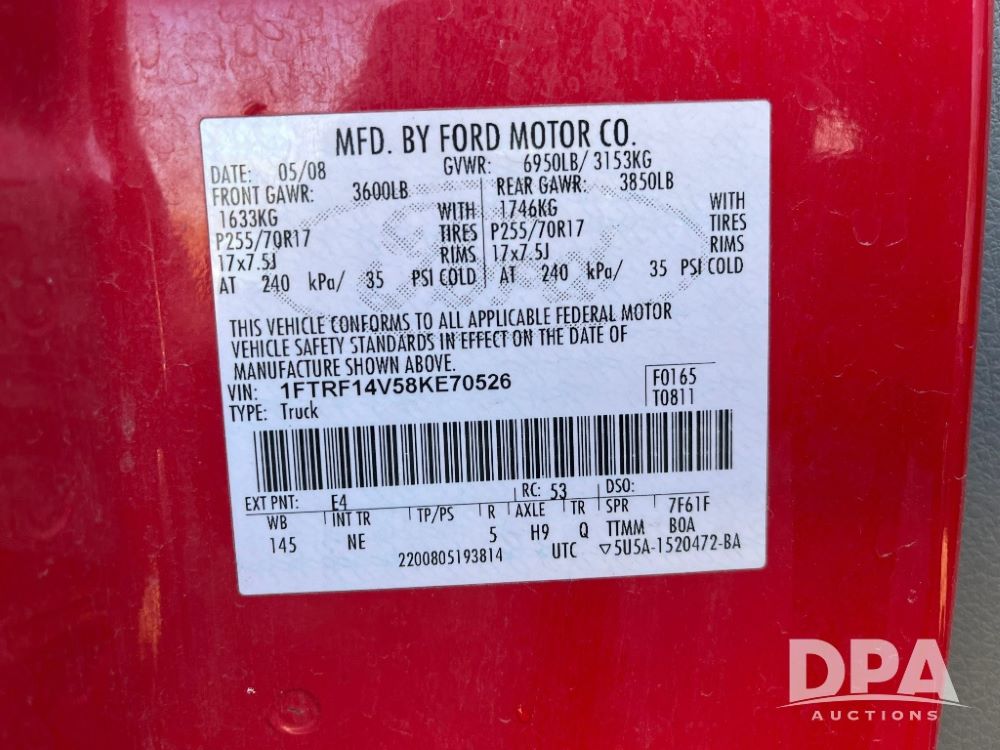 MFD. BY FORD MOTOR CO.
DATE: 05/08 GVWR: 6950LB/ 3153KG
FRONT GAWR: 3600LB REAR GAWR: 3850LB
1633KG WITH 1746KG WITH
P255/70R17 TIRES P255/70R17 TIRES
17x7.5J RIMS 17x7.5J RIMS
AT 240 kPa/ 35 PSI COLD AT 240 kPa/ 35 PSI COLD
THIS VEHICLE CONFORMS TO ALL APPLICABLE FEDERAL MOTOR
VEHICLE SAFETY STANDARDS IN EFFECT ON THE DATE OF
MANUFACTURE SHOWN ABOVE.
VIN: 1FTRF14V58KE70526 F0165
TYPE: Truck T0811
EXT PNT: E4 RC: 53 DSO:
WB INT TR TP/PS R AXLE TR SPR 7F61F
145 NE 5 H9 Q TTMM BOA
2200805193814 UTC ▽5U5A-1520472-BA
DPA
AUCTIONS